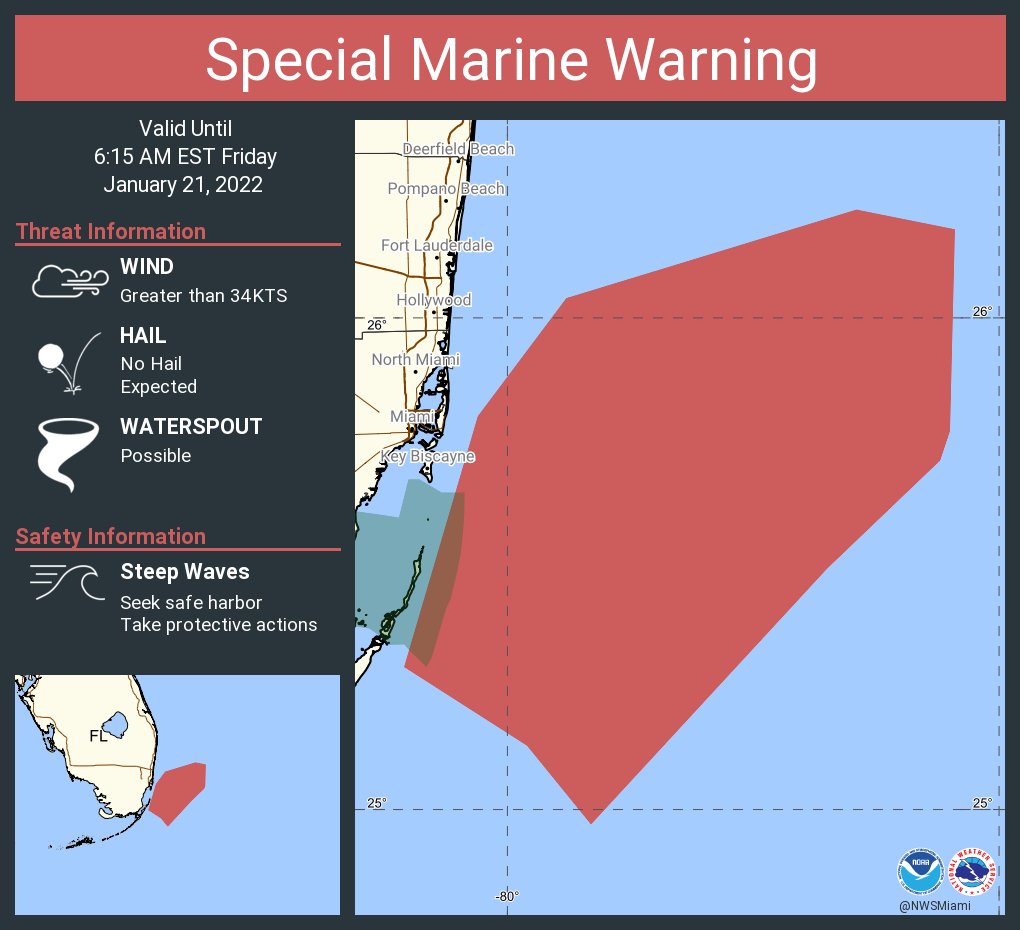 Special Marine Warning
Valid Until
6:15 AM EST Friday
January 21, 2022
Threat Information
WIND
Greater than 34KTS
HAIL
No Hail
Expected
WATERSPOUT
Possible
Safety Information
Steep Waves
Seek safe harbor
Take protective actions
FL
Deerfield Beach
Pompano Beach
Fort Lauderdale
Hollywood
26°
26°
North Miami
Miami
Key Biscayne
25°
25°
-80°
NOAA
NATIONAL WEATHER SERVICE
@NWSMiami